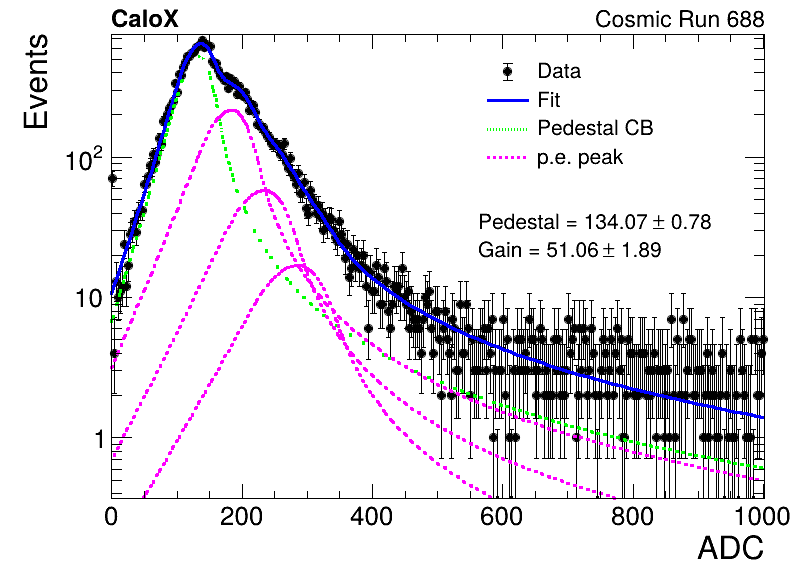 CaloX Cosmic Run 688
Events
Data
Fit
Pedestal CB
p.e. peak
Pedestal = 134.07 ± 0.78
Gain = 51.06 ± 1.89
10²
10
1
0 200 400 600 800 1000
ADC